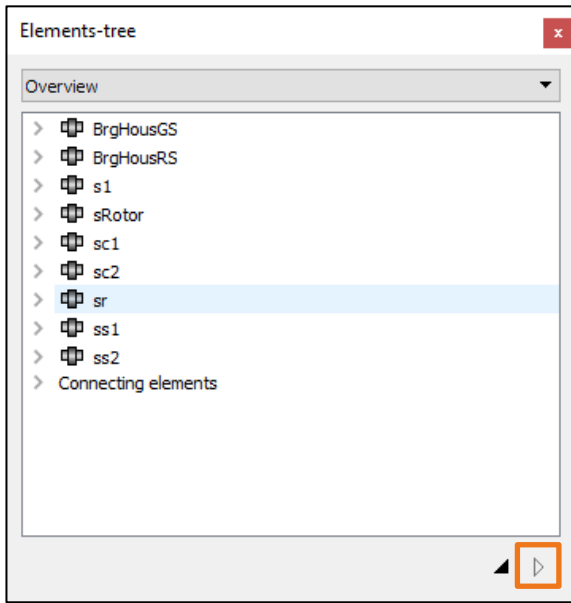 Elements-tree
x
Overview
BrgHousGS
BrgHousRS
s1
sRotor
sc1
sc2
sr
ss1
ss2
Connecting elements